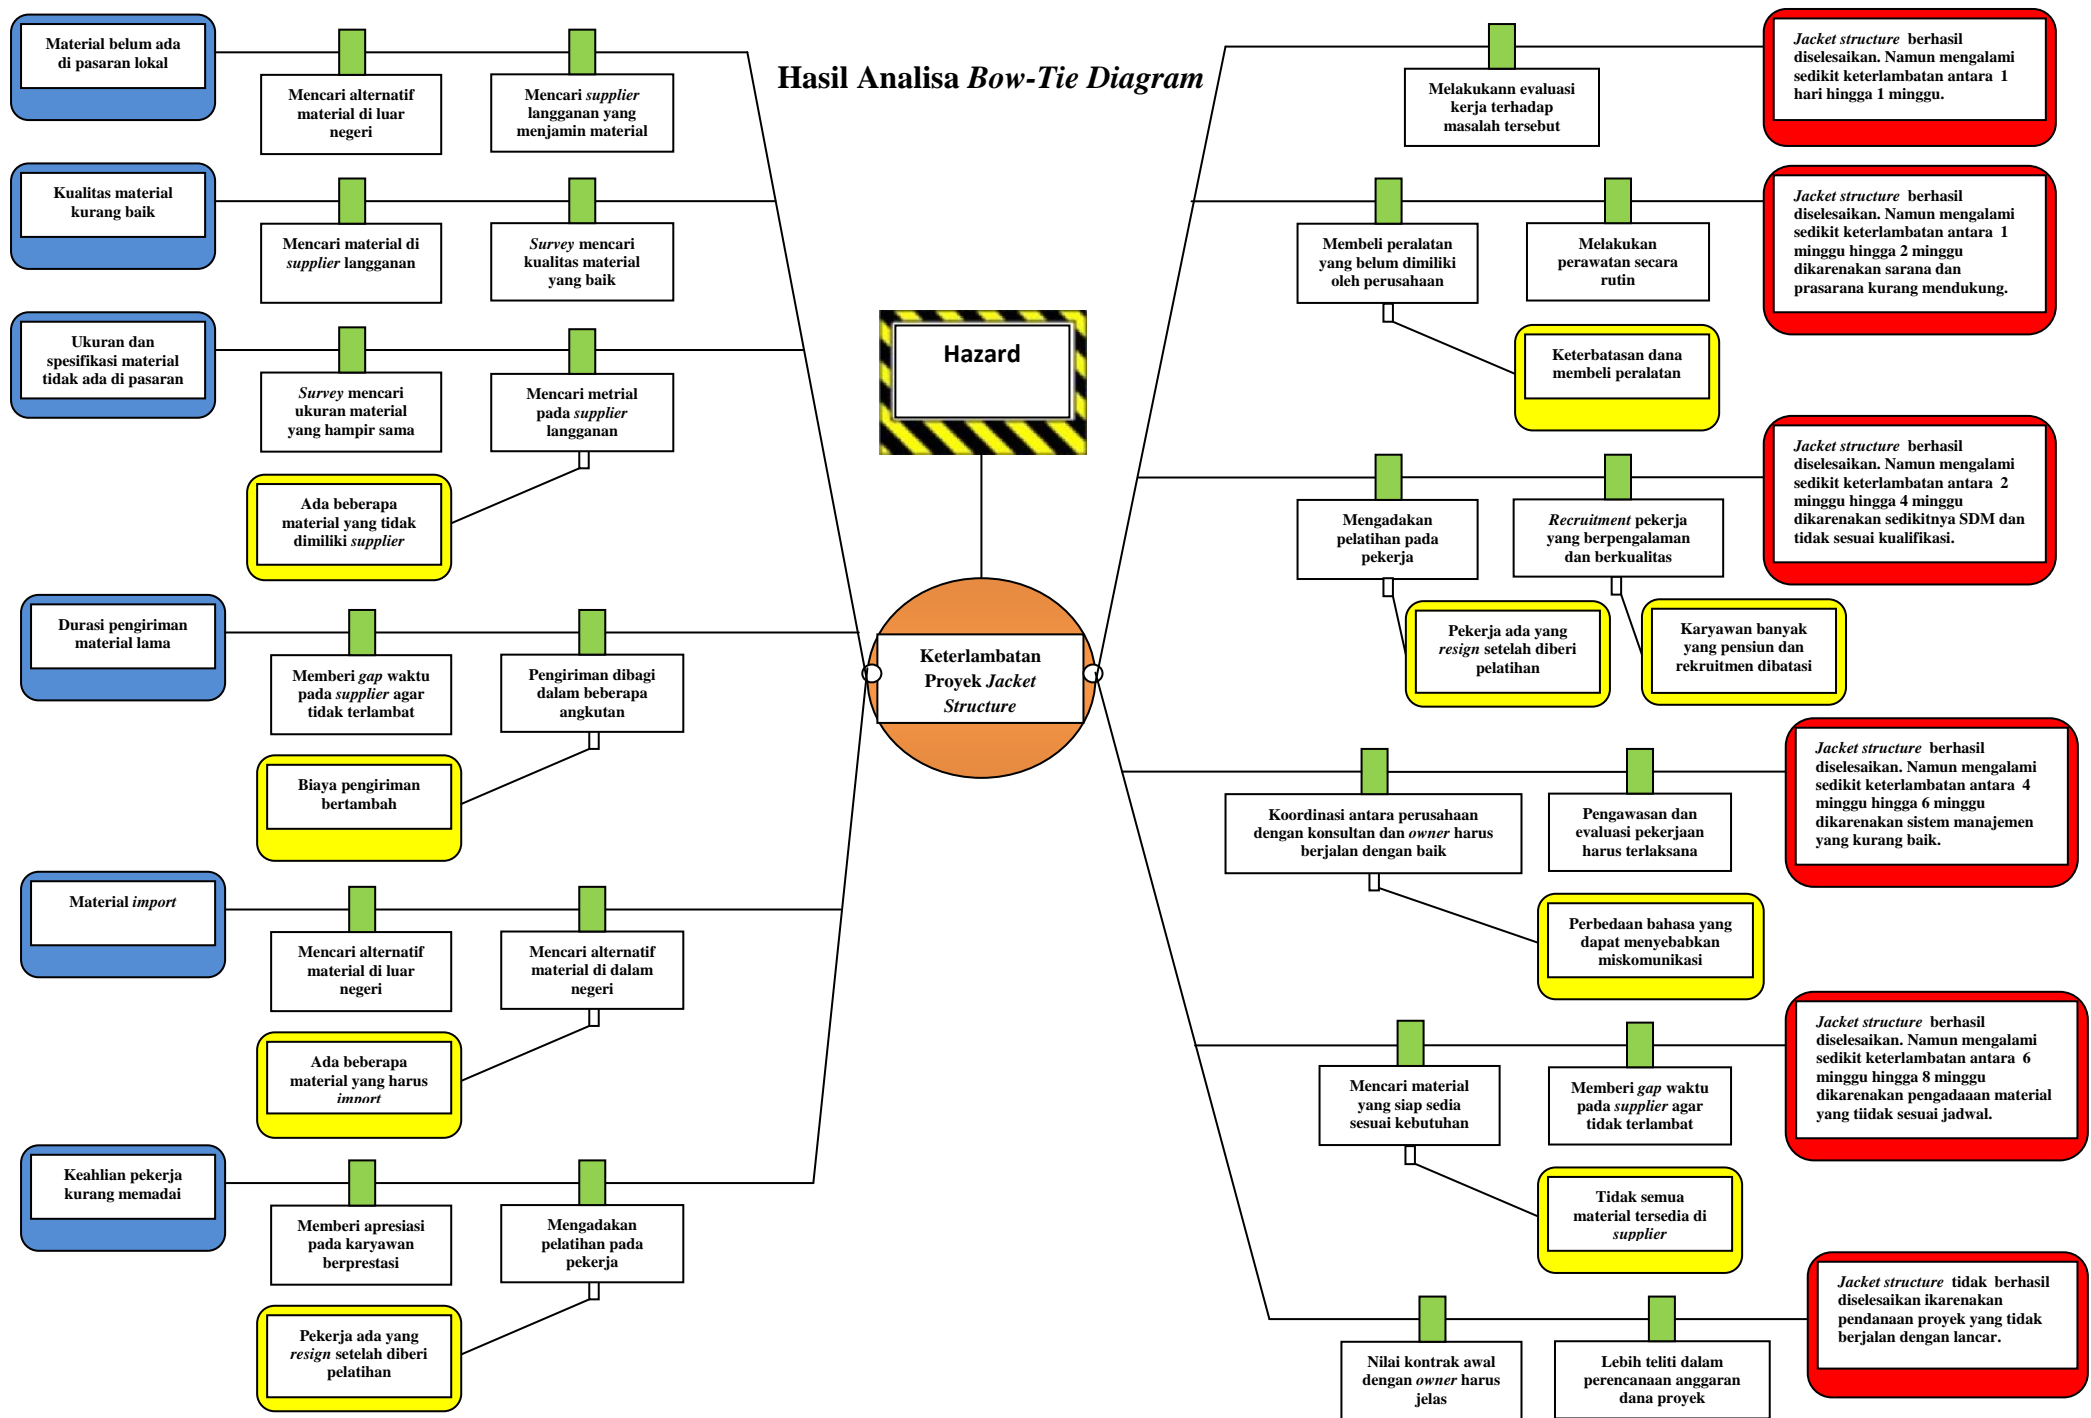 Hasil Analisa Bow-Tie Diagram
Material belum ada
di pasaran lokal
Mencari alternatif
material di luar
negeri
Mencari supplier
langganan yang
menjamin material
Kualitas material
kurang baik
Mencari material di
supplier langganan
Survey mencari
kualitas material
yang baik
Ukuran dan
spesifikasi material
tidak ada di pasaran
Survey mencari
ukuran material
yang hampir sama
Mencari metrial
pada supplier
langganan
Ada beberapa
material yang tidak
dimiliki supplier
Durasi pengiriman
material lama
Memberi gap waktu
pada supplier agar
tidak terlambat
Pengiriman dibagi
dalam beberapa
angkutan
Biaya pengiriman
bertambah
Material import
Mencari alternatif
material di luar
negeri
Mencari alternatif
material di dalam
negeri
Ada beberapa
material yang harus
import
Keahlian pekerja
kurang memadai
Memberi apresiasi
pada karyawan
berprestasi
Mengadakan
pelatihan pada
pekerja
Pekerja ada yang
resign setelah diberi
pelatihan
Hazard
Keterlambatan
Proyek Jacket
Structure
Melakukann evaluasi
kerja terhadap
masalah tersebut
Jacket structure berhasil
diselesaikan. Namun mengalami
sedikit keterlambatan antara 1
hari hingga 1 minggu.
Membeli peralatan
yang belum dimiliki
oleh perusahaan
Melakukan
perawatan secara
rutin
Jacket structure berhasil
diselesaikan. Namun mengalami
sedikit keterlambatan antara 1
minggu hingga 2 minggu
dikarenakan sarana dan
prasarana kurang mendukung.
Keterbatasan dana
membeli peralatan
Mengadakan
pelatihan pada
pekerja
Recruitment pekerja
yang berpengalaman
dan berkualitas
Jacket structure berhasil
diselesaikan. Namun mengalami
sedikit keterlambatan antara 2
minggu hingga 4 minggu
dikarenakan sedikitnya SDM dan
tidak sesuai kualifikasi.
Pekerja ada yang
resign setelah diberi
pelatihan
Karyawan banyak
yang pensiun dan
rekruitmen dibatasi
Koordinasi antara perusahaan
dengan konsultan dan owner harus
berjalan dengan baik
Pengawasan dan
evaluasi pekerjaan
harus terlaksana
Jacket structure berhasil
diselesaikan. Namun mengalami
sedikit keterlambatan antara 4
minggu hingga 6 minggu
dikarenakan sistem manajemen
yang kurang baik.
Perbedaan bahasa yang
dapat menyebabkan
miskomunikasi
Mencari material
yang siap sedia
sesuai kebutuhan
Memberi gap waktu
pada supplier agar
tidak terlambat
Jacket structure berhasil
diselesaikan. Namun mengalami
sedikit keterlambatan antara 6
minggu hingga 8 minggu
dikarenakan pengadaaan material
yang tiidak sesuai jadwal.
Tidak semua
material tersedia di
supplier
Nilai kontrak awal
dengan owner harus
jelas
Lebih teliti dalam
perencanaan anggaran
dana proyek
Jacket structure tidak berhasil
diselesaikan ikarenakan
pendanaan proyek yang tidak
berjalan dengan lancar.